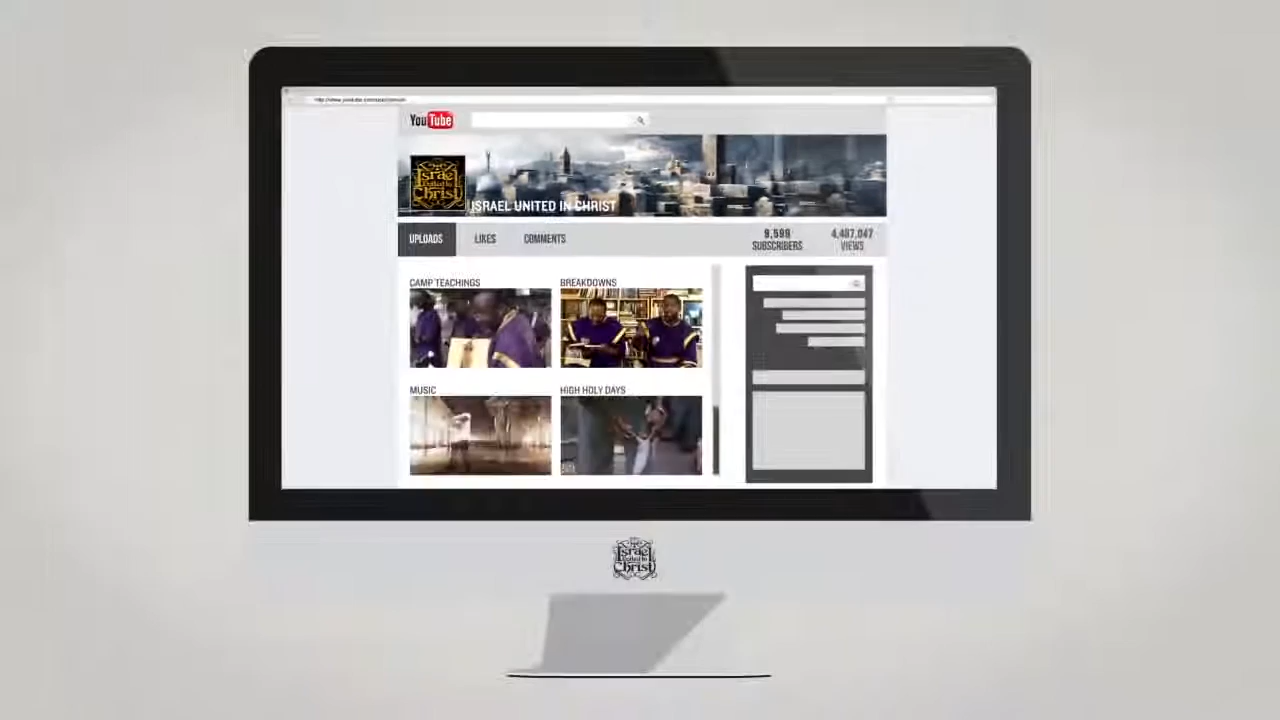 YouTube
Israel
United In
Christ
ISRAEL UNITED IN CHRIST
UPLOADS LIKES COMMENTS
9,599
SUBSCRIBERS
4,487,047
VIEWS
CAMP TEACHINGS BREAKDOWNS
MUSIC HIGH HOLY DAYS
Israel
United In
Christ